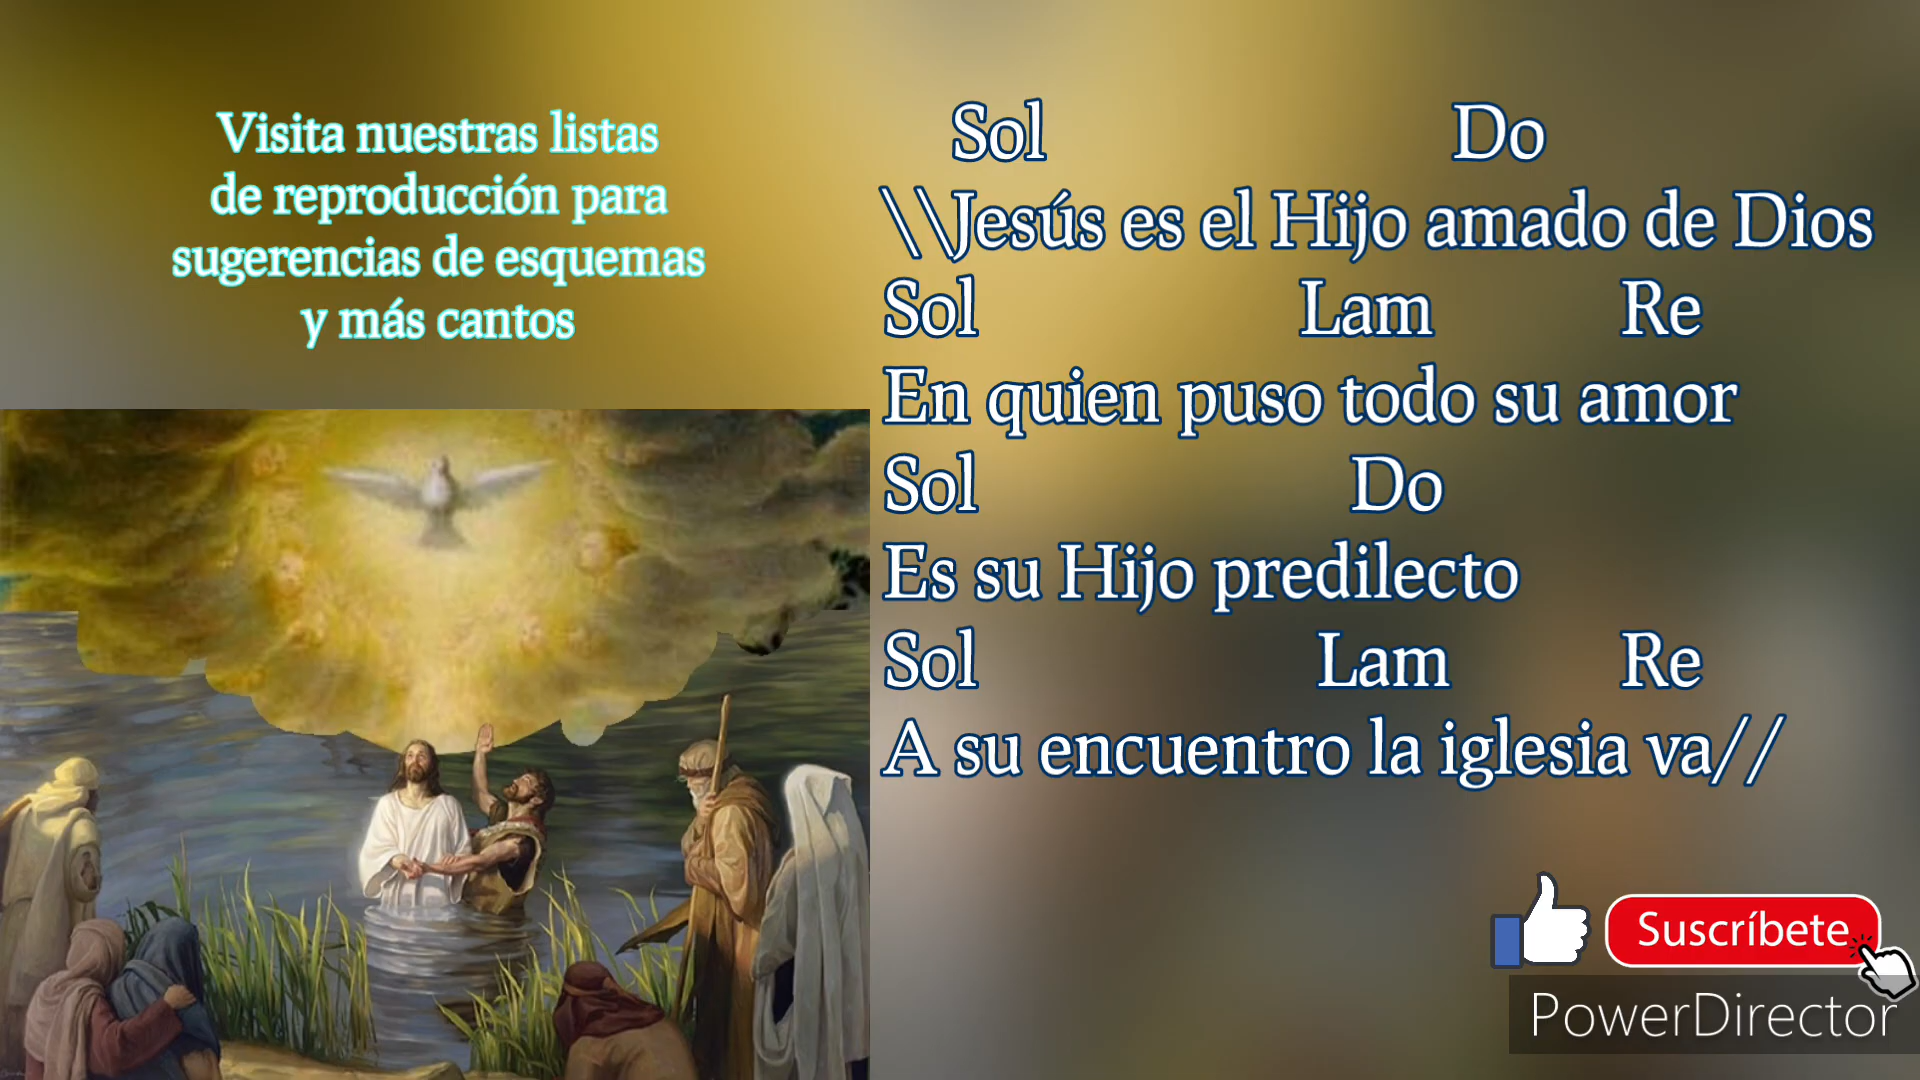 Visita nuestras listas
de reproducción para
sugerencias de esquemas
y más cantos
Sol Do
\\Jesús es el Hijo amado de Dios
Sol Lam Re
En quien puso todo su amor
Sol Do
Es su Hijo predilecto
Sol Lam Re
A su encuentro la iglesia va//
Suscríbete
PowerDirector